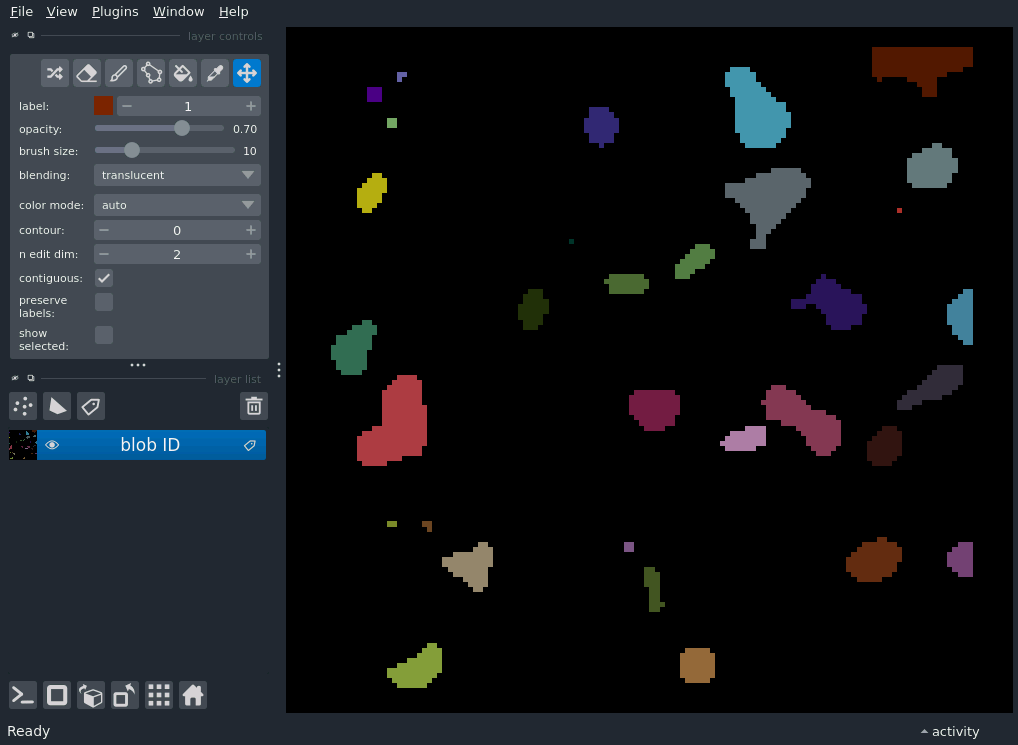 File View Plugins Window Help
layer controls
label: 1
opacity: 0.70
brush size: 10
blending: translucent
color mode: auto
contour: 0
n edit dim: 2
contiguous:
preserve
labels:
show
selected:
layer list
blob ID
Ready
activity